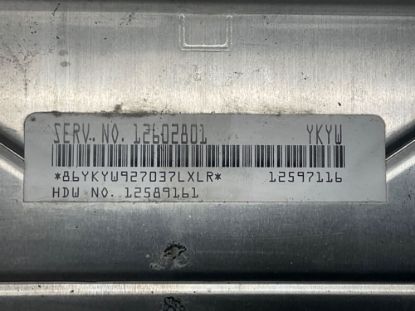 SERV. NO. 12602801 YKYW
*86YKYW927037LXLR* 12597116
HDW NO. 12589161